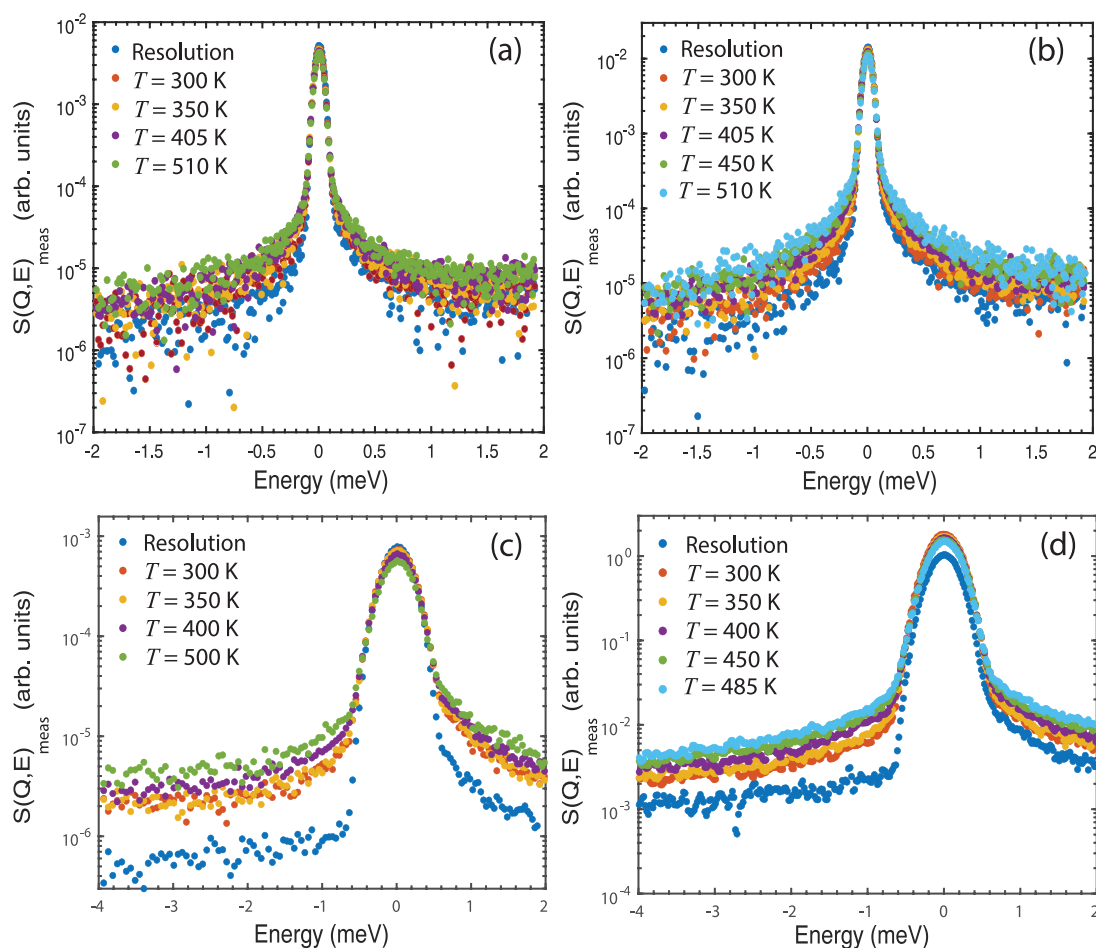 (a)
Resolution
T = 300 K
T = 350 K
T = 405 K
T = 510 K
10^-2
10^-3
10^-4
10^-5
10^-6
10^-7
S(Q,E)meas (arb. units)
-2 -1.5 -1 -0.5 0 0.5 1 1.5 2
Energy (meV)
(b)
Resolution
T = 300 K
T = 350 K
T = 405 K
T = 450 K
T = 510 K
10^-2
10^-3
10^-4
10^-5
10^-6
10^-7
S(Q,E)meas (arb. units)
-2 -1.5 -1 -0.5 0 0.5 1 1.5 2
Energy (meV)
(c)
Resolution
T = 300 K
T = 350 K
T = 400 K
T = 500 K
10^-3
10^-4
10^-5
10^-6
S(Q,E)meas (arb. units)
-4 -3 -2 -1 0 1 2
Energy (meV)
(d)
Resolution
T = 300 K
T = 350 K
T = 400 K
T = 450 K
T = 485 K
10^0
10^-1
10^-2
10^-3
10^-4
S(Q,E)meas (arb. units)
-4 -3 -2 -1 0 1 2
Energy (meV)